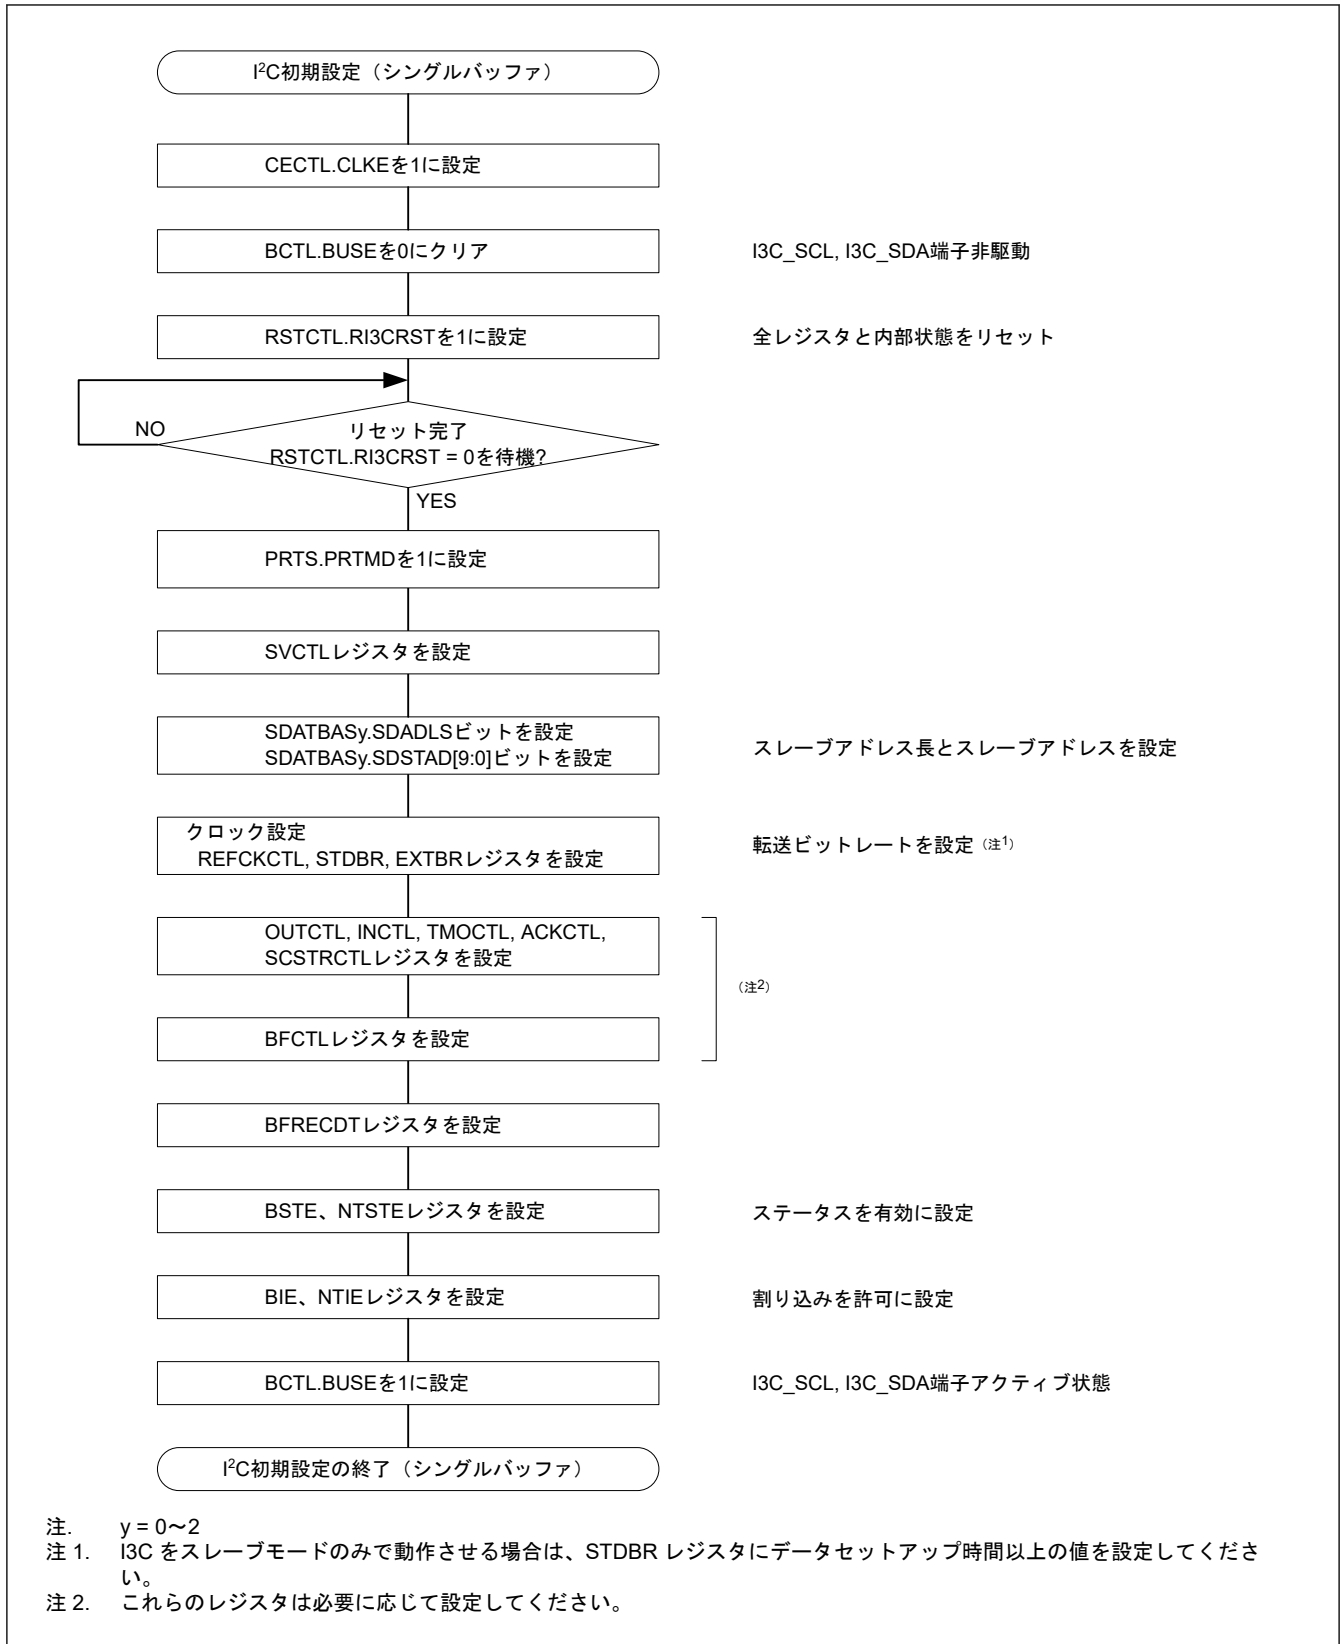 I²C初期設定（シングルバッファ）
CECTL.CLKEを1に設定
BCTL.BUSEを0にクリア
I3C_SCL, I3C_SDA端子非駆動
RSTCTL.RI3CRSTを1に設定
全レジスタと内部状態をリセット
NO
リセット完了
RSTCTL.RI3CRST = 0を待機?
YES
PRTS.PRTMDを1に設定
SVCTLレジスタを設定
SDATBASy.SDADLSビットを設定
SDATBASy.SDSTAD[9:0]ビットを設定
スレーブアドレス長とスレーブアドレスを設定
クロック設定
REFCKCTL, STDBR, EXTBRレジスタを設定
転送ビットレートを設定（注1）
OUTCTL, INCTL, TMOCTL, ACKCTL,
SCSTRCTLレジスタを設定
（注2）
BFCTLレジスタを設定
BFRECDTレジスタを設定
BSTE、NTSTEレジスタを設定
ステータスを有効に設定
BIE、NTIEレジスタを設定
割り込みを許可に設定
BCTL.BUSEを1に設定
I3C_SCL, I3C_SDA端子アクティブ状態
I²C初期設定の終了（シングルバッファ）
注. y = 0～2
注 1. I3C をスレーブモードのみで動作させる場合は、STDBR レジスタにデータセットアップ時間以上の値を設定してくださ
い。
注 2. これらのレジスタは必要に応じて設定してください。